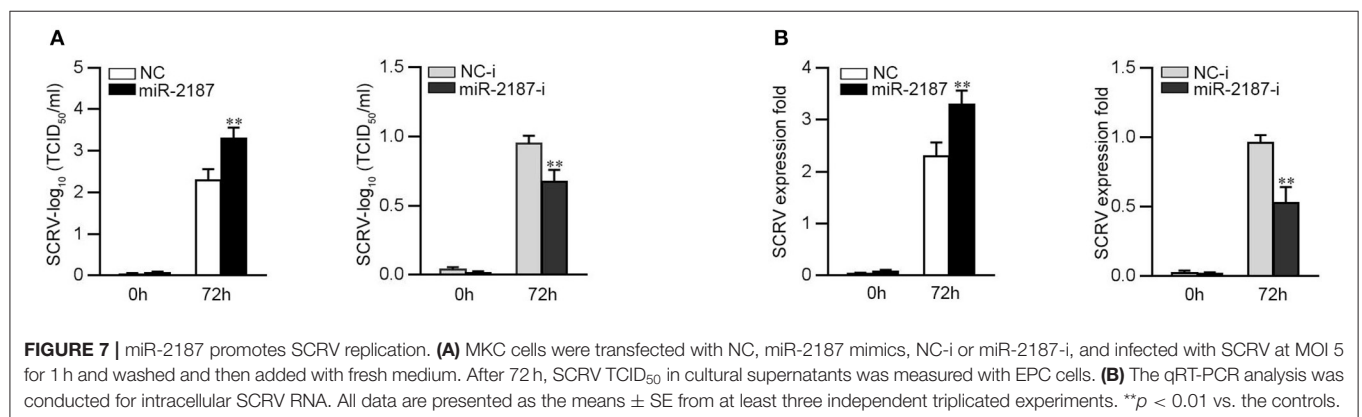 A
B
5
4
3
2
1
0
SCRV-log₁₀ (TCID₅₀/ml)
NC
miR-2187
**
0h
72h
1.5
1.0
0.5
0.0
SCRV-log₁₀ (TCID₅₀/ml)
NC-i
miR-2187-i
**
0h
72h
4
3
2
1
0
SCRV expression fold
NC
miR-2187
**
0h
72h
1.5
1.0
0.5
0.0
SCRV expression fold
NC-i
miR-2187-i
**
0h
72h
FIGURE 7 | miR-2187 promotes SCRV replication. (A) MKC cells were transfected with NC, miR-2187 mimics, NC-i or miR-2187-i, and infected with SCRV at MOI 5
for 1 h and washed and then added with fresh medium. After 72 h, SCRV TCID₅₀ in cultural supernatants was measured with EPC cells. (B) The qRT-PCR analysis was
conducted for intracellular SCRV RNA. All data are presented as the means ± SE from at least three independent triplicated experiments. **p < 0.01 vs. the controls.